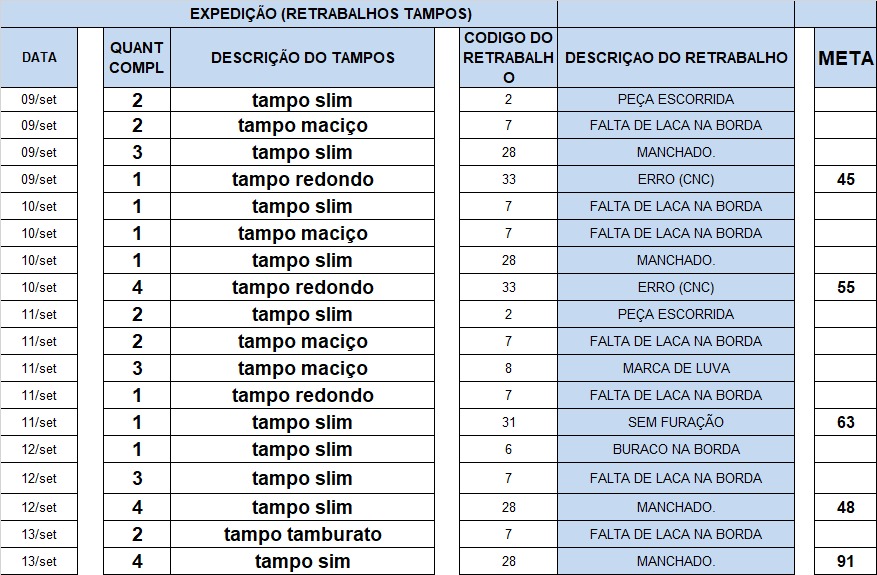 EXPEDIÇÃO (RETRABALHOS TAMPOS)
DATA QUANT COMPL DESCRIÇÃO DO TAMPOS CODIGO DO RETRABALHO DESCRIÇAO DO RETRABALHO META
09/set 2 tampo slim 2 PEÇA ESCORRIDA
09/set 2 tampo maciço 7 FALTA DE LACA NA BORDA
09/set 3 tampo slim 28 MANCHADO.
09/set 1 tampo redondo 33 ERRO (CNC) 45
10/set 1 tampo slim 7 FALTA DE LACA NA BORDA
10/set 1 tampo maciço 7 FALTA DE LACA NA BORDA
10/set 1 tampo slim 28 MANCHADO.
10/set 4 tampo redondo 33 ERRO (CNC) 55
11/set 2 tampo slim 2 PEÇA ESCORRIDA
11/set 2 tampo maciço 7 FALTA DE LACA NA BORDA
11/set 3 tampo maciço 8 MARCA DE LUVA
11/set 1 tampo redondo 7 FALTA DE LACA NA BORDA
11/set 1 tampo slim 31 SEM FURAÇÃO 63
12/set 1 tampo slim 6 BURACO NA BORDA
12/set 3 tampo slim 7 FALTA DE LACA NA BORDA
12/set 4 tampo slim 28 MANCHADO. 48
13/set 2 tampo tamburato 7 FALTA DE LACA NA BORDA
13/set 4 tampo sim 28 MANCHADO. 91